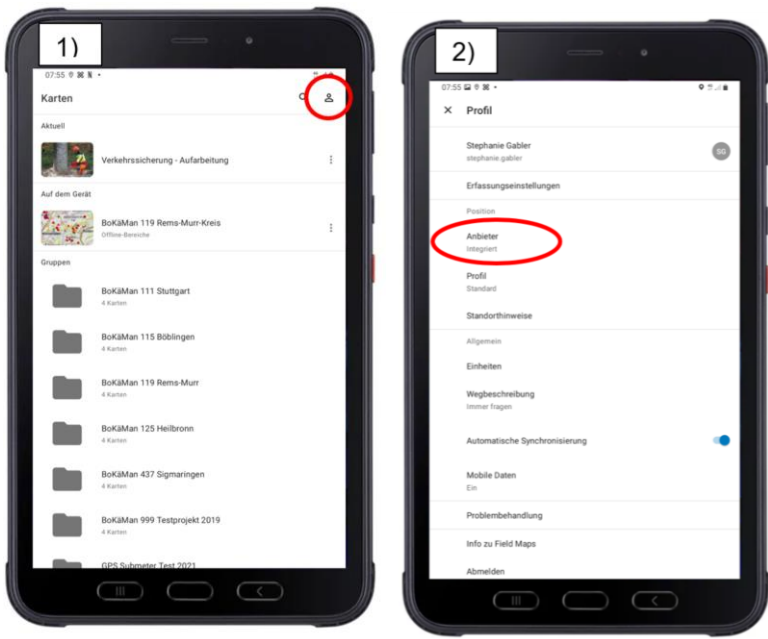 1)
07:55
Karten
Aktuell
Verkehrssicherung - Aufarbeitung
Auf dem Gerät
BoKäMan 119 Rems-Murr-Kreis
Offline-Bereiche
Gruppen
BoKäMan 111 Stuttgart
4 Karten
BoKäMan 115 Böblingen
4 Karten
BoKäMan 119 Rems-Murr
4 Karten
BoKäMan 125 Heilbronn
4 Karten
BoKäMan 437 Sigmaringen
4 Karten
BoKäMan 999 Testprojekt 2019
4 Karten
GPS Submeter Test 2021
2)
07:55
Profil
Stephanie Gabler
SG
stephanie.gabler
Erfassungseinstellungen
Position
Anbieter
Integriert
Profil
Standard
Standorthinweise
Allgemein
Einheiten
Wegbeschreibung
Immer fragen
Automatische Synchronisierung
Mobile Daten
Ein
Problembehandlung
Info zu Field Maps
Abmelden